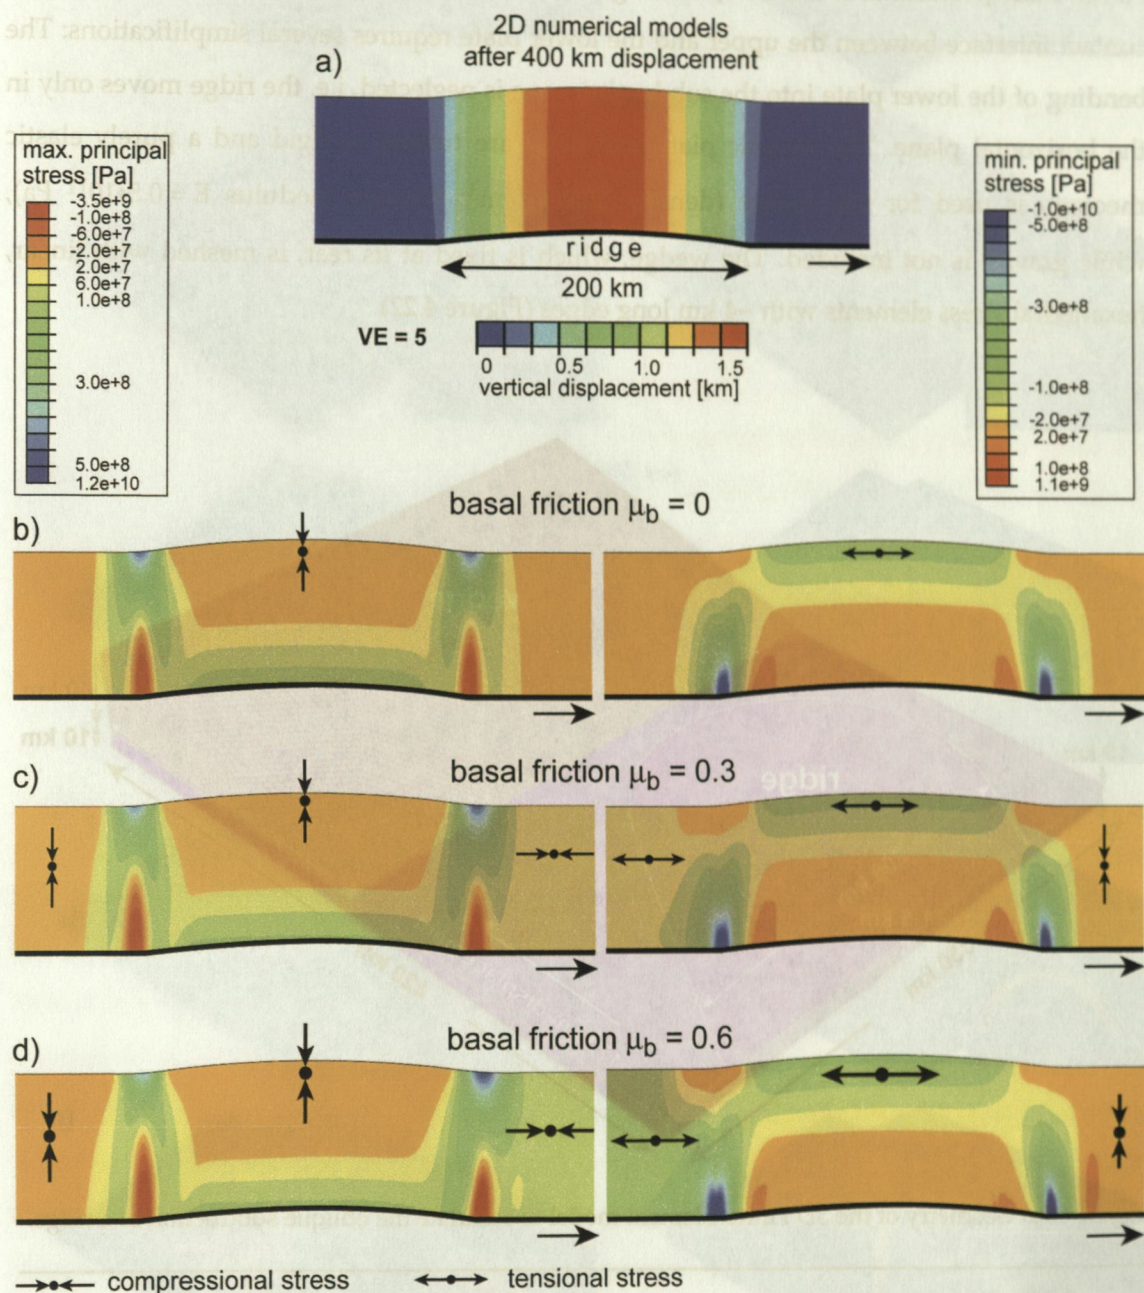 2D numerical models
after 400 km displacement
a)
max. principal
stress [Pa]
-3.5e+9
-1.0e+8
-6.0e+7
-2.0e+7
2.0e+7
6.0e+7
1.0e+8
3.0e+8
5.0e+8
1.2e+10
min. principal
stress [Pa]
-1.0e+10
-5.0e+8
-3.0e+8
-1.0e+8
-2.0e+7
2.0e+7
1.0e+8
1.1e+9
ridge
200 km
VE = 5
0 0.5 1.0 1.5
vertical displacement [km]
basal friction μb = 0
b)
c)
basal friction μb = 0.3
d)
basal friction μb = 0.6
compressional stress
tensional stress